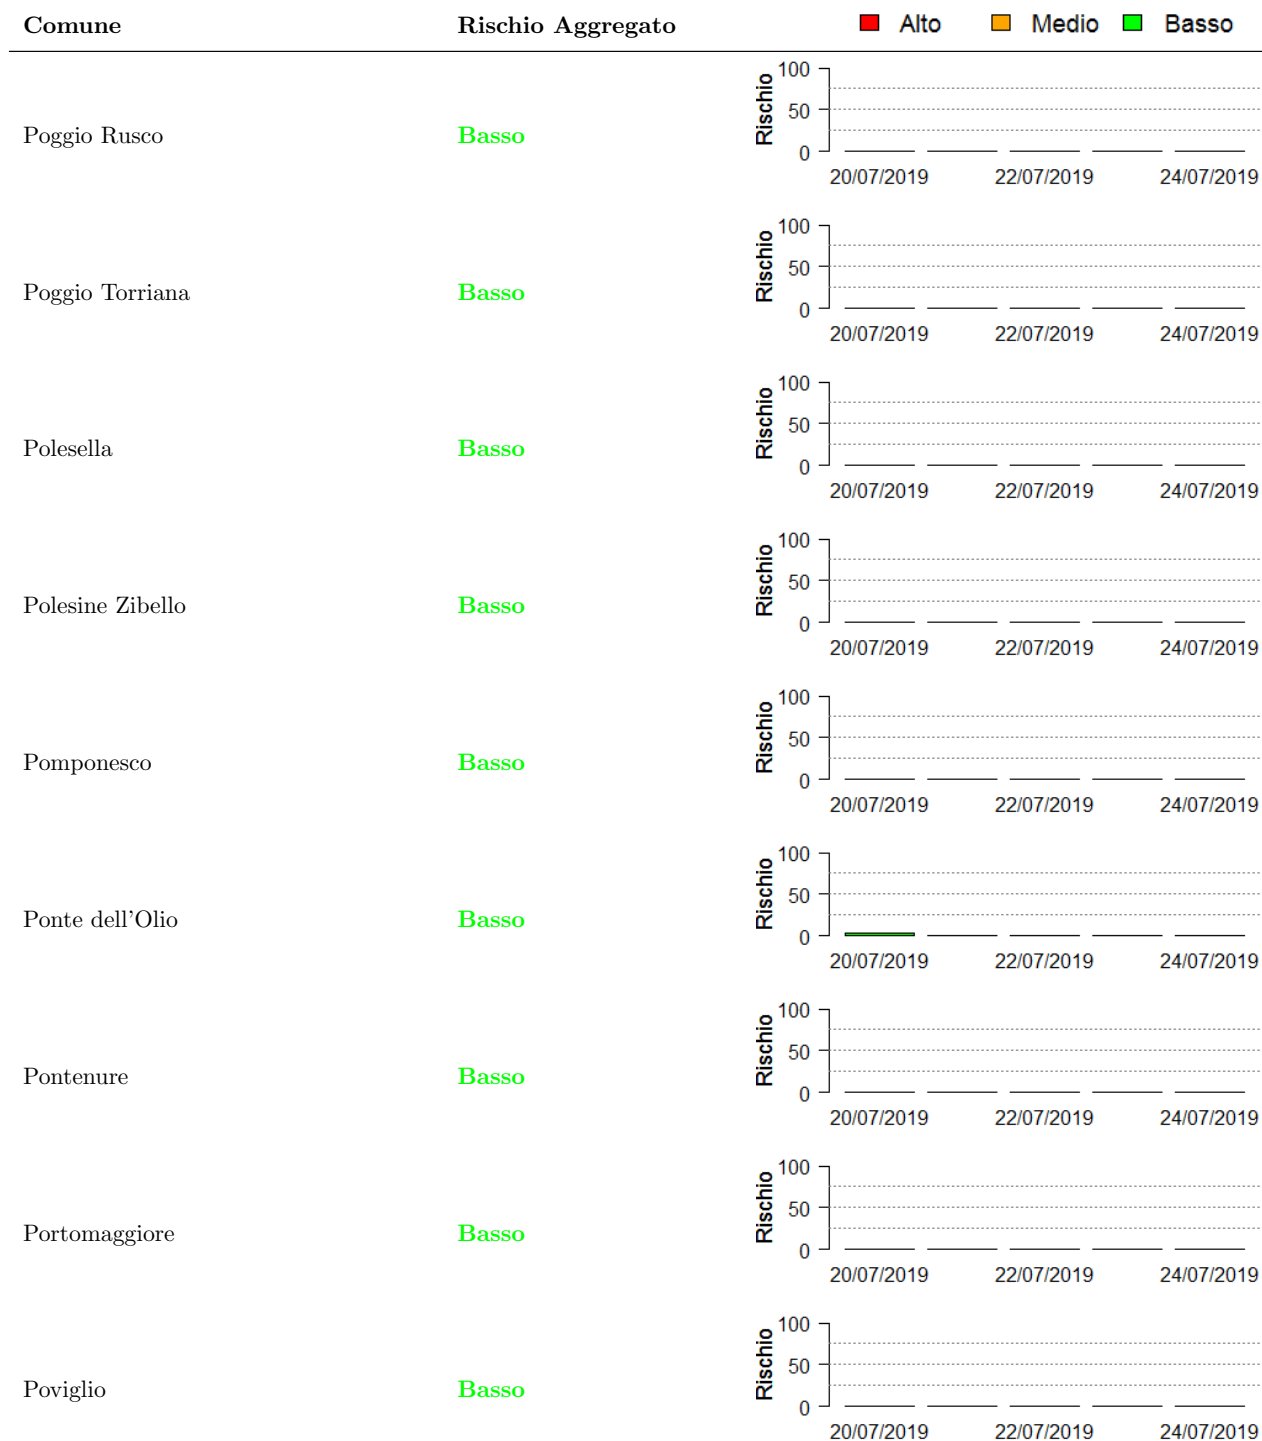 Comune Rischio Aggregato Alto Medio Basso
Poggio Rusco Basso Rischio 100 50 0
20/07/2019 22/07/2019 24/07/2019
Poggio Torriana Basso Rischio 100 50 0
20/07/2019 22/07/2019 24/07/2019
Polesella Basso Rischio 100 50 0
20/07/2019 22/07/2019 24/07/2019
Polesine Zibello Basso Rischio 100 50 0
20/07/2019 22/07/2019 24/07/2019
Pomponesco Basso Rischio 100 50 0
20/07/2019 22/07/2019 24/07/2019
Ponte dell'Olio Basso Rischio 100 50 0
20/07/2019 22/07/2019 24/07/2019
Pontenure Basso Rischio 100 50 0
20/07/2019 22/07/2019 24/07/2019
Portomaggiore Basso Rischio 100 50 0
20/07/2019 22/07/2019 24/07/2019
Poviglio Basso Rischio 100 50 0
20/07/2019 22/07/2019 24/07/2019